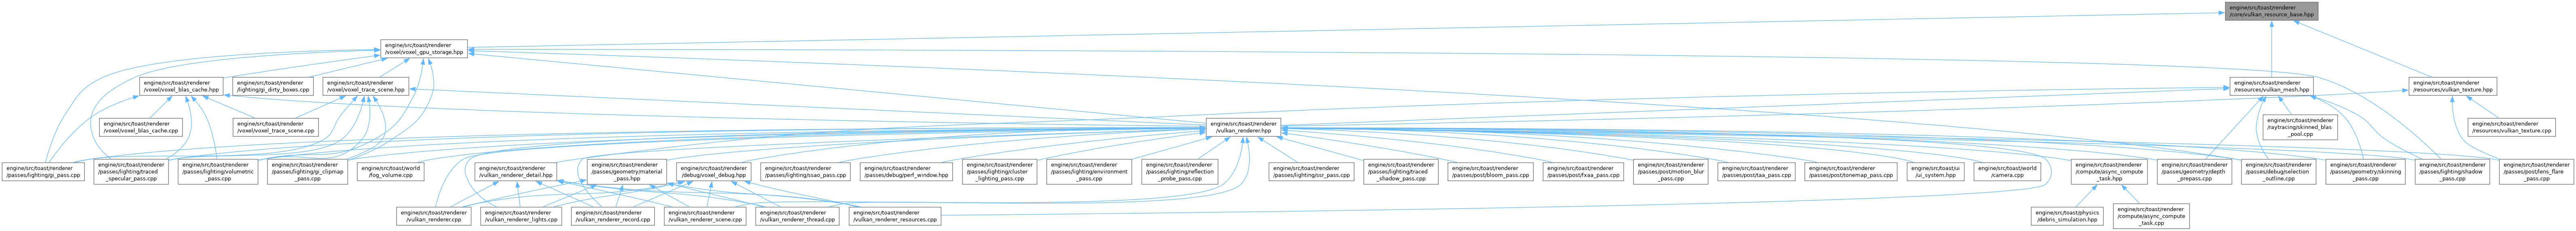 engine/src/toast/renderer
/core/vulkan_resource_base.hpp
engine/src/toast/renderer
/voxel/voxel_gpu_storage.hpp
engine/src/toast/renderer
/voxel/voxel_blas_cache.hpp
engine/src/toast/renderer
/lighting/gi_dirty_boxes.cpp
engine/src/toast/renderer
/voxel/voxel_trace_scene.hpp
engine/src/toast/renderer
/resources/vulkan_mesh.hpp
engine/src/toast/renderer
/resources/vulkan_texture.hpp
engine/src/toast/renderer
/voxel/voxel_blas_cache.cpp
engine/src/toast/renderer
/voxel/voxel_trace_scene.cpp
engine/src/toast/renderer
/vulkan_renderer.hpp
engine/src/toast/renderer
/raytracing/skinned_blas
_pool.cpp
engine/src/toast/renderer
/resources/vulkan_texture.cpp
engine/src/toast/renderer
/passes/lighting/gi_pass.cpp
engine/src/toast/renderer
/passes/lighting/traced
_specular_pass.cpp
engine/src/toast/renderer
/passes/lighting/volumetric
_pass.cpp
engine/src/toast/renderer
/passes/lighting/gi_clipmap
_pass.cpp
engine/src/toast/world
/fog_volume.cpp
engine/src/toast/renderer
/vulkan_renderer_detail.hpp
engine/src/toast/renderer
/passes/geometry/material
_pass.hpp
engine/src/toast/renderer
/debug/voxel_debug.hpp
engine/src/toast/renderer
/passes/lighting/ssao_pass.cpp
engine/src/toast/renderer
/passes/debug/perf_window.hpp
engine/src/toast/renderer
/passes/lighting/cluster
_lighting_pass.cpp
engine/src/toast/renderer
/passes/lighting/environment
_pass.cpp
engine/src/toast/renderer
/passes/lighting/reflection
_probe_pass.cpp
engine/src/toast/renderer
/passes/lighting/ssr_pass.cpp
engine/src/toast/renderer
/passes/lighting/traced
_shadow_pass.cpp
engine/src/toast/renderer
/passes/post/bloom_pass.cpp
engine/src/toast/renderer
/passes/post/fxaa_pass.cpp
engine/src/toast/renderer
/passes/post/motion_blur
_pass.cpp
engine/src/toast/renderer
/passes/post/taa_pass.cpp
engine/src/toast/renderer
/passes/post/tonemap_pass.cpp
engine/src/toast/ui
/ui_system.hpp
engine/src/toast/world
/camera.cpp
engine/src/toast/renderer
/compute/async_compute
_task.hpp
engine/src/toast/renderer
/passes/geometry/depth
_prepass.cpp
engine/src/toast/renderer
/passes/debug/selection
_outline.cpp
engine/src/toast/renderer
/passes/geometry/skinning
_pass.cpp
engine/src/toast/renderer
/passes/lighting/shadow
_pass.cpp
engine/src/toast/renderer
/passes/post/lens_flare
_pass.cpp
engine/src/toast/renderer
/vulkan_renderer.cpp
engine/src/toast/renderer
/vulkan_renderer_lights.cpp
engine/src/toast/renderer
/vulkan_renderer_record.cpp
engine/src/toast/renderer
/vulkan_renderer_scene.cpp
engine/src/toast/renderer
/vulkan_renderer_thread.cpp
engine/src/toast/renderer
/vulkan_renderer_resources.cpp
engine/src/toast/physics
/debris_simulation.hpp
engine/src/toast/renderer
/compute/async_compute
_task.cpp